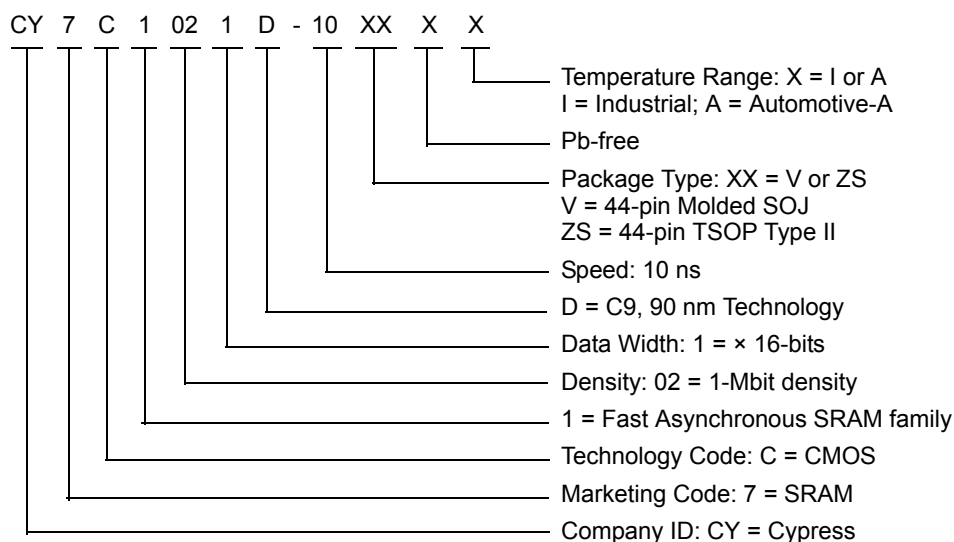 CY 7 C 1 02 1 D - 10 XX X X
Temperature Range: X = I or A
I = Industrial; A = Automotive-A
Pb-free
Package Type: XX = V or ZS
V = 44-pin Molded SOJ
ZS = 44-pin TSOP Type II
Speed: 10 ns
D = C9, 90 nm Technology
Data Width: 1 = × 16-bits
Density: 02 = 1-Mbit density
1 = Fast Asynchronous SRAM family
Technology Code: C = CMOS
Marketing Code: 7 = SRAM
Company ID: CY = Cypress